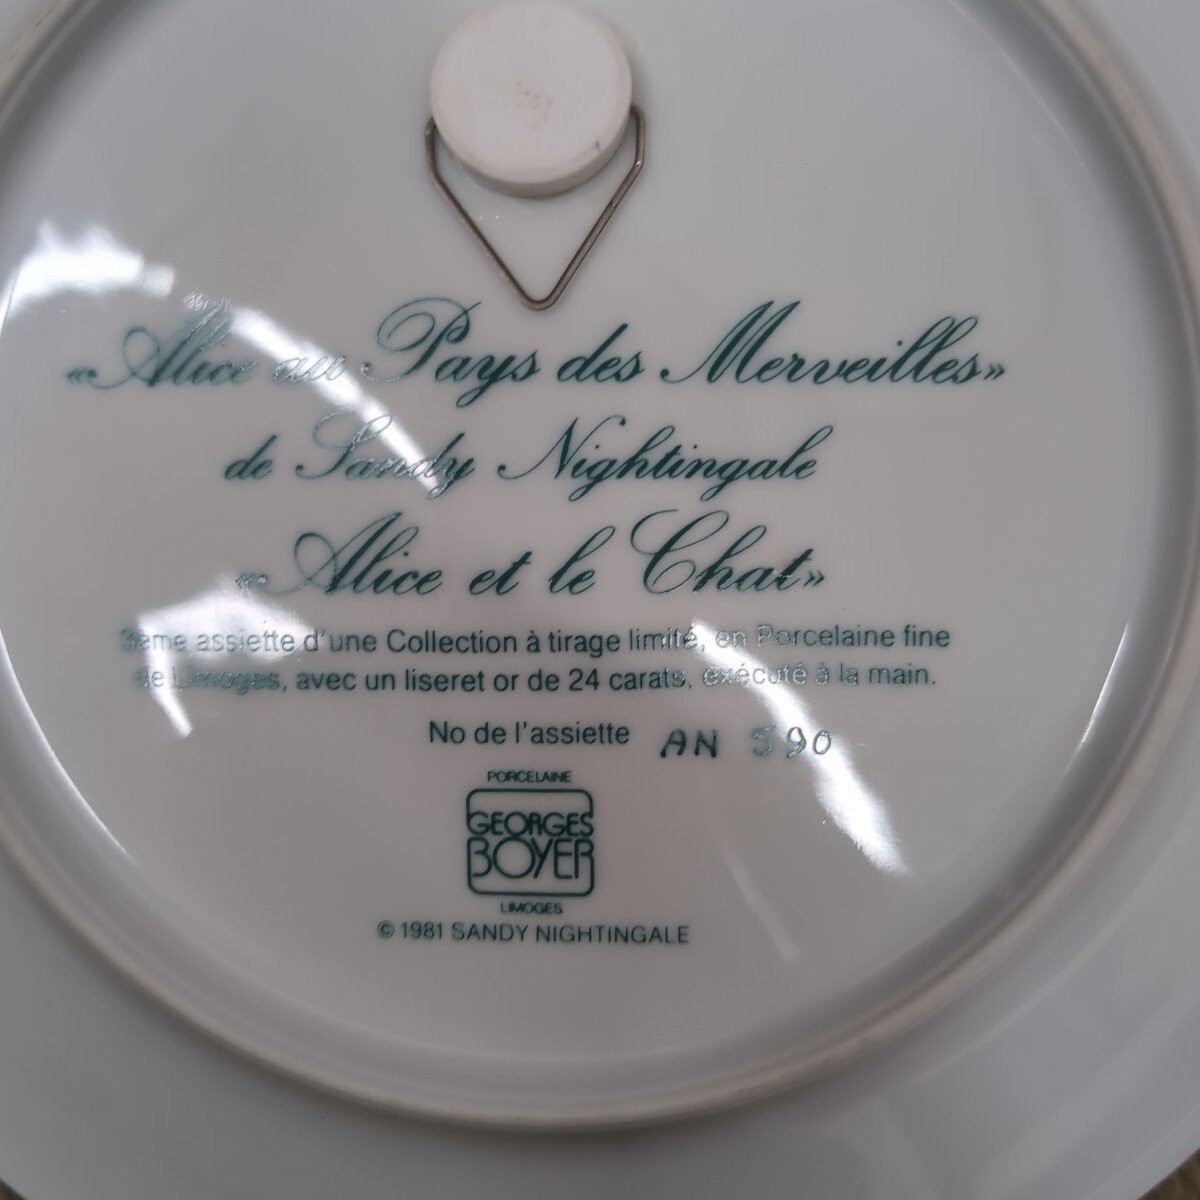 «Alice au Pays des Merveilles»
de Sandy Nightingale
«Alice et le Chat»
3ème assiette d'une Collection à tirage limité, en Porcelaine fine
de Limoges, avec un liseret or de 24 carats, exécuté à la main.
No de l'assiette AN 590
PORCELAINE
GEORGES
BOYER
LIMOGES
© 1981 SANDY NIGHTINGALE